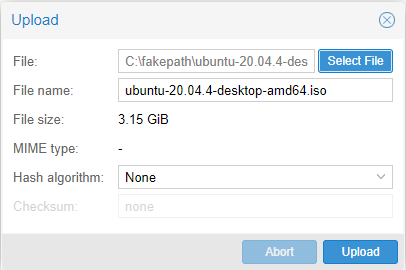 Upload
File: C:\fakepath\ubuntu-20.04.4-des Select File
File name: ubuntu-20.04.4-desktop-amd64.iso
File size: 3.15 GiB
MIME type: -
Hash algorithm: None
Checksum: none
Abort Upload